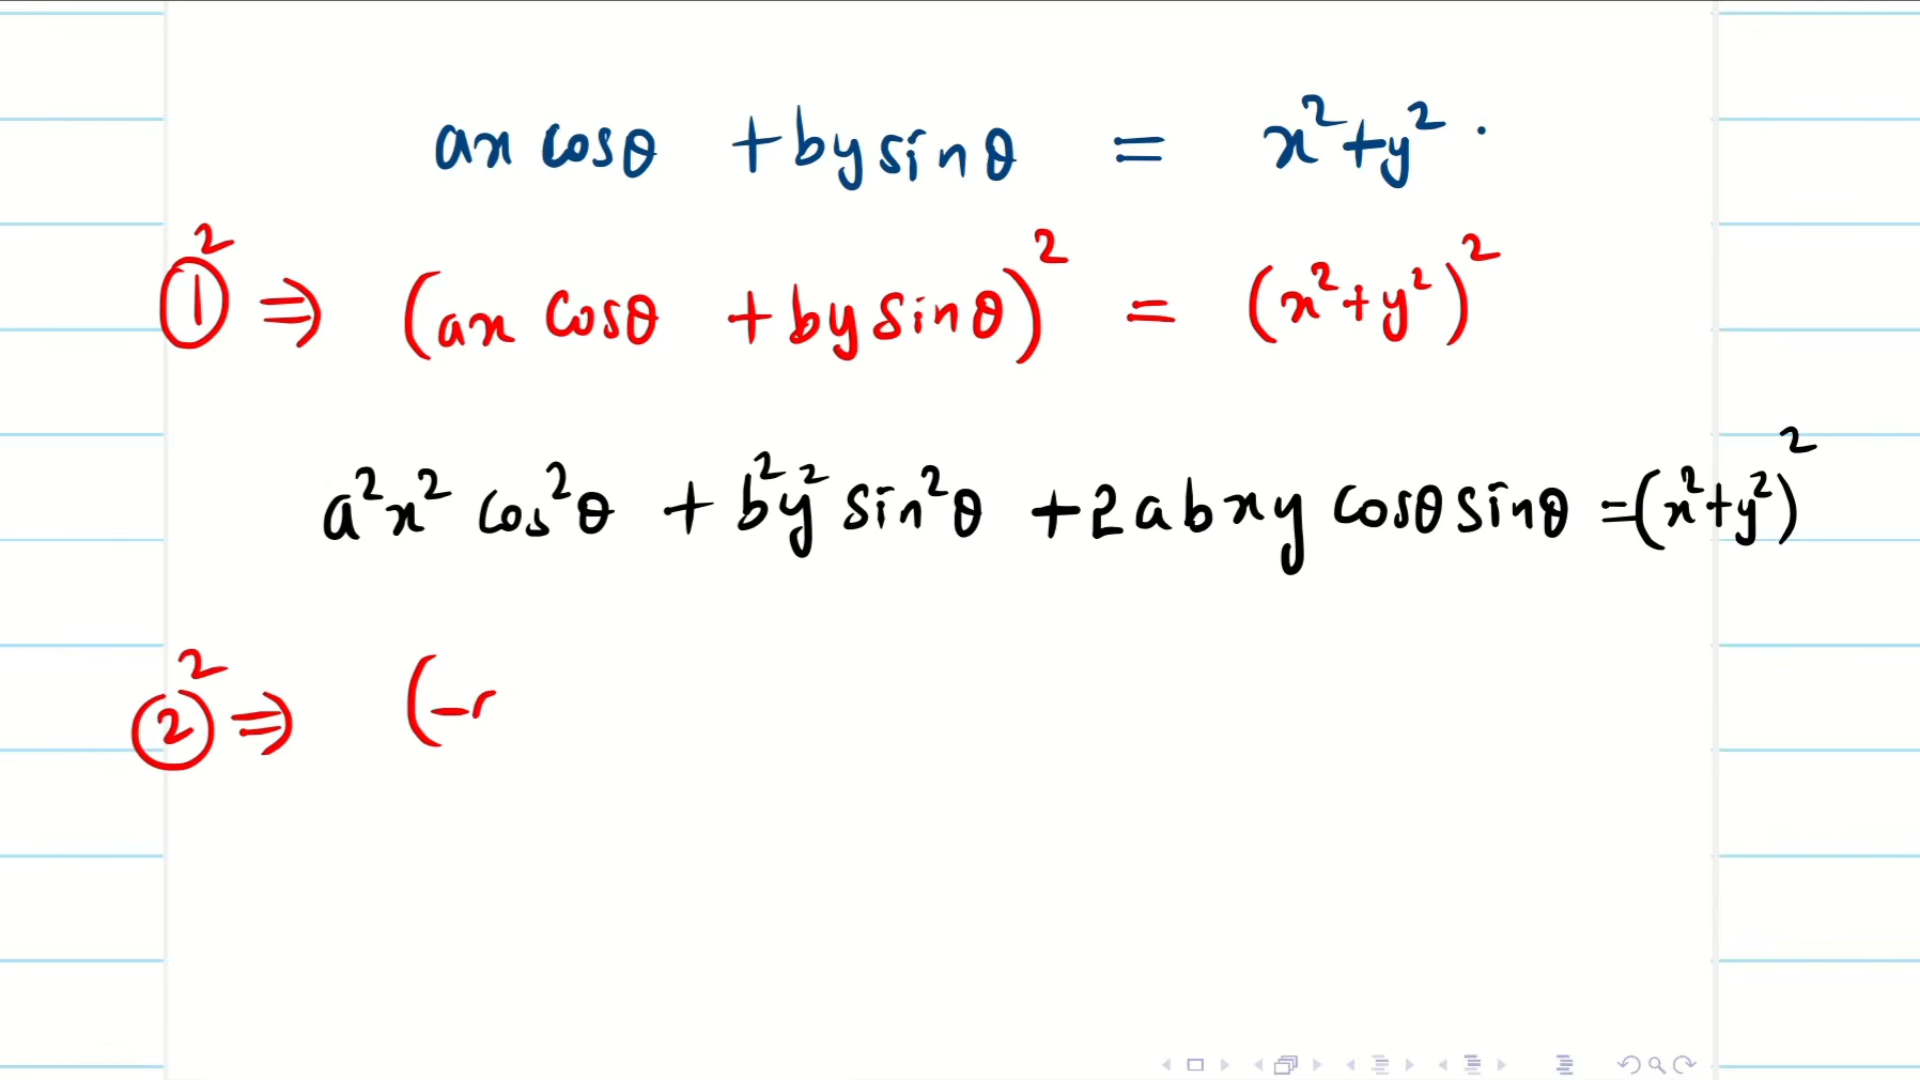 ax cosθ + by sinθ = x²+y² .
①² ⇒ (ax cosθ + by sinθ)² = (x²+y²)²
a²x² cos²θ + b²y² sin²θ + 2abxy cosθ sinθ = (x²+y²)²
②² ⇒ (-